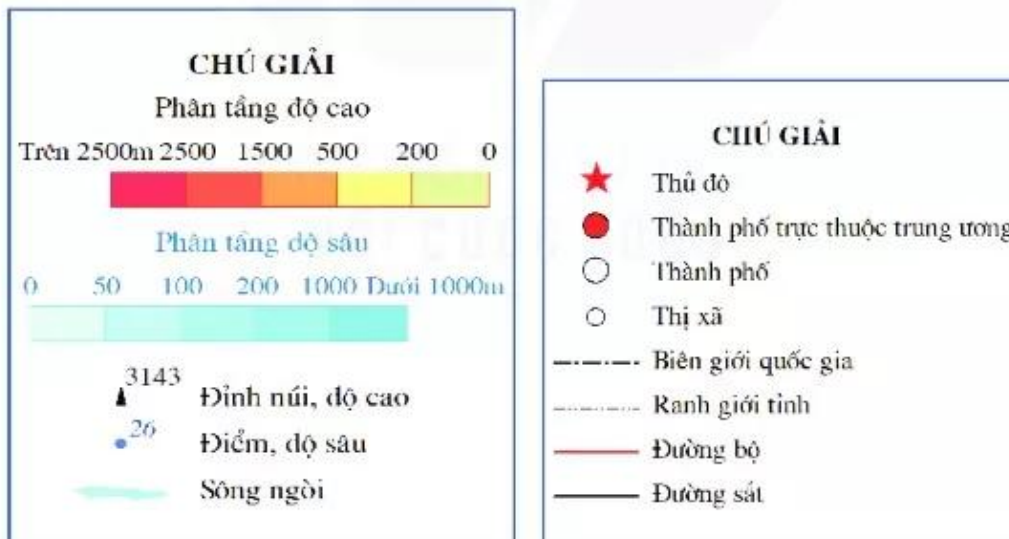 CHÚ GIẢI
Phân tầng độ cao
Trên 2500m 2500 1500 500 200 0
Phân tầng độ sâu
0 50 100 200 1000 Dưới 1000m
3143 Đỉnh núi, độ cao
26 Điểm, độ sâu
Sông ngòi
CHÚ GIẢI
Thủ đô
Thành phố trực thuộc trung ương
Thành phố
Thị xã
Biên giới quốc gia
Ranh giới tỉnh
Đường bộ
Đường sắt